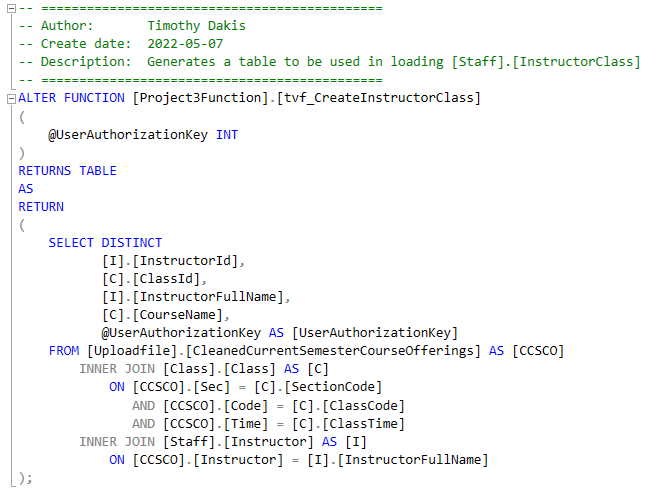 -- =============================================
-- Author:      Timothy Dakis
-- Create date:  2022-05-07
-- Description:  Generates a table to be used in loading [Staff].[InstructorClass]
-- =============================================
ALTER FUNCTION [Project3Function].[tvf_CreateInstructorClass]
(
    @UserAuthorizationKey INT
)
RETURNS TABLE
AS
RETURN
(
    SELECT DISTINCT
           [I].[InstructorId],
           [C].[ClassId],
           [I].[InstructorFullName],
           [C].[CourseName],
           @UserAuthorizationKey AS [UserAuthorizationKey]
    FROM [Uploadfile].[CleanedCurrentSemesterCourseOfferings] AS [CCSCO]
        INNER JOIN [Class].[Class] AS [C]
            ON [CCSCO].[Sec] = [C].[SectionCode]
               AND [CCSCO].[Code] = [C].[ClassCode]
               AND [CCSCO].[Time] = [C].[ClassTime]
        INNER JOIN [Staff].[Instructor] AS [I]
            ON [CCSCO].[Instructor] = [I].[InstructorFullName]
);